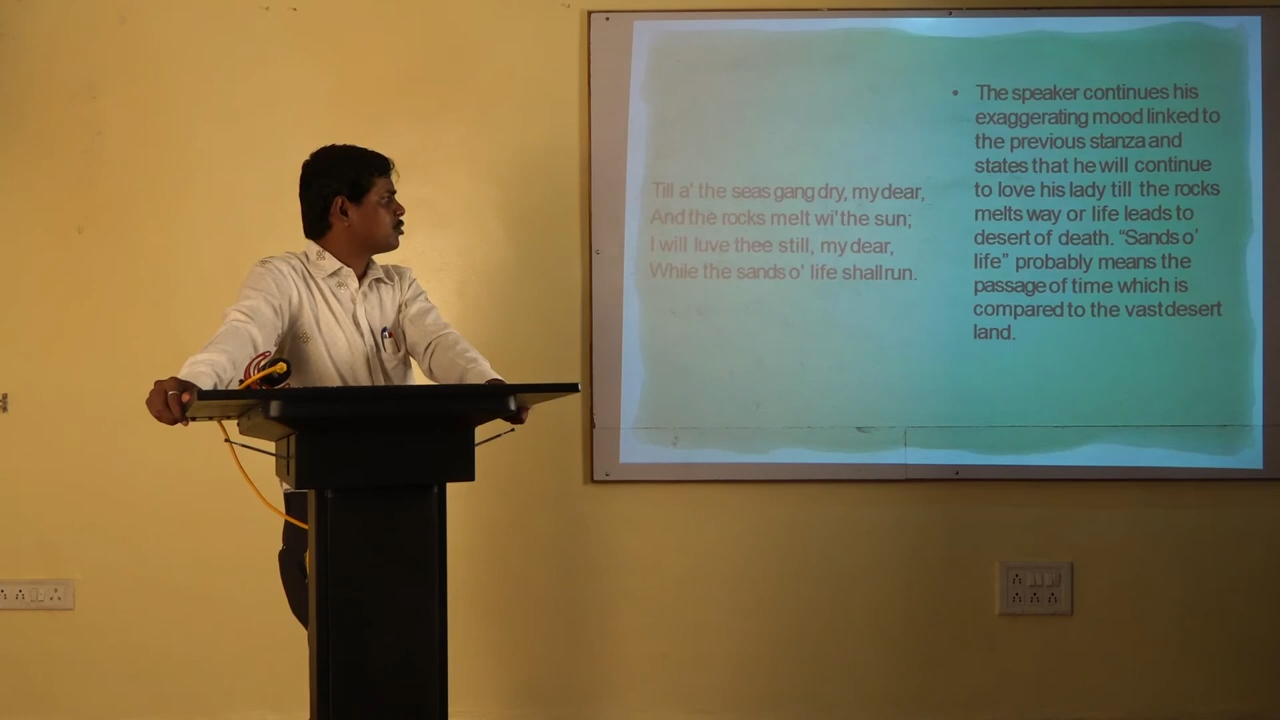 Till a' the seas gang dry, my dear,
And the rocks melt wi' the sun;
I will luve thee still, my dear,
While the sands o' life shall run.
• The speaker continues his
exaggerating mood linked to
the previous stanza and
states that he will continue
to love his lady till the rocks
melts way or life leads to
desert of death. “Sands o’
life” probably means the
passage of time which is
compared to the vast desert
land.